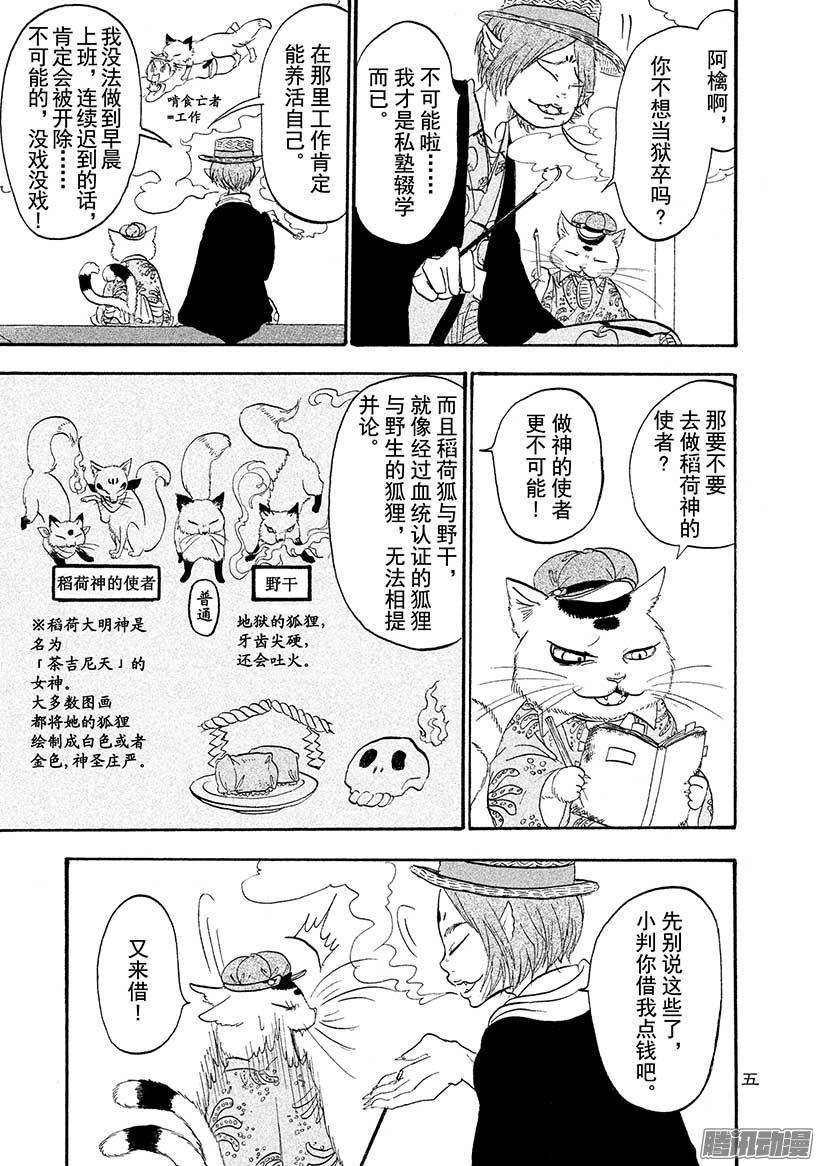 阿檎啊，
你不想当狱卒吗？
不可能啦……
我才是私塾辍学
而已。
在那里工作肯定
能养活自己。
啃食亡者
=工作
我没法做到早晨
上班，连续迟到的话，
肯定会被开除……
不可能的，没戏没戏！
那要不要
去做稻荷神的
使者？
做神的使者
更不可能！
而且稻荷狐与野干，
就像经过血统认证的狐狸
与野生的狐狸，无法相提
并论。
野干
地狱的狐狸，
牙齿尖硬，
还会吐火。
普通
稻荷神的使者
※稻荷大明神是
名为
「茶吉尼天」的
女神。
大多数图画
都将她的狐狸
绘制成白色或者
金色，神圣庄严。
先别说这些了，
小判你借我点钱吧。
又来借！
五
腾讯动漫